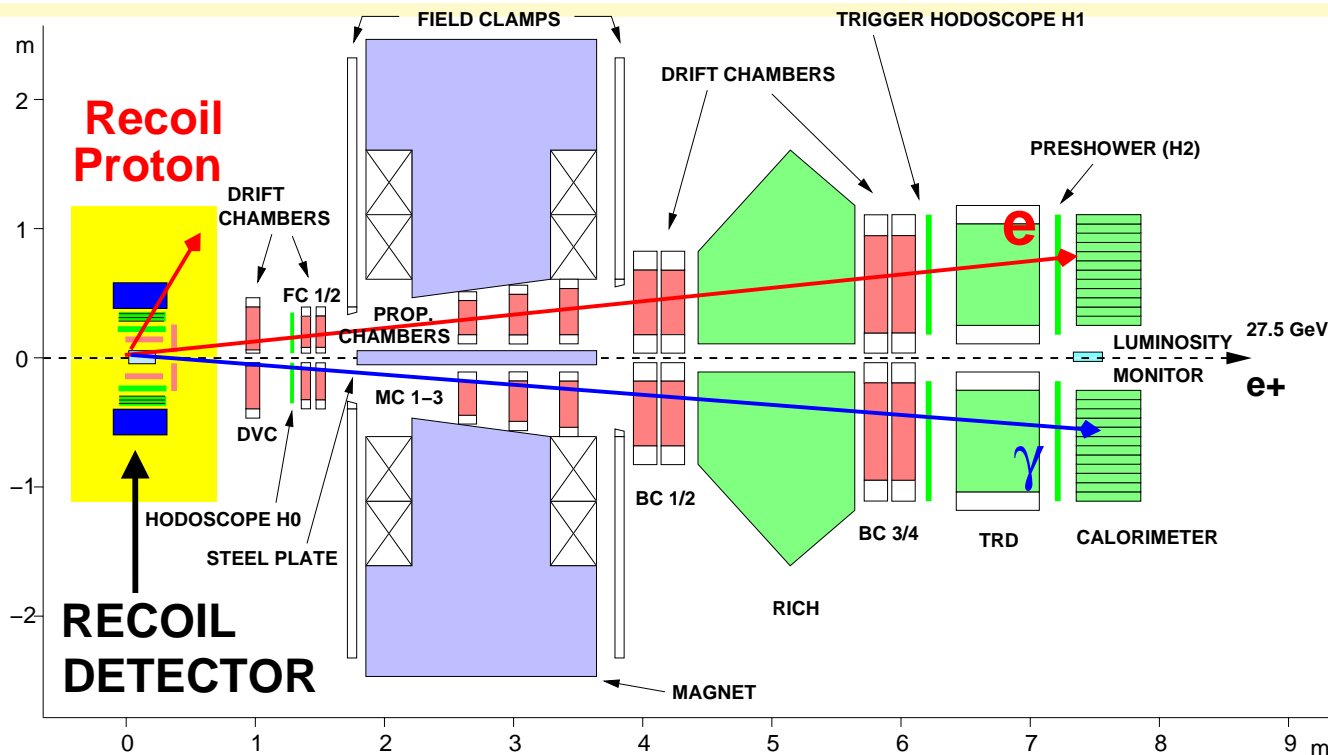 FIELD CLAMPS
TRIGGER HODOSCOPE H1
m
DRIFT CHAMBERS
2
Recoil
Proton
PRESHOWER (H2)
DRIFT
CHAMBERS
1
e
FC 1/2
PROP.
CHAMBERS
27.5 GeV
0
LUMINOSITY
MONITOR
e+
MC 1–3
DVC
γ
–1
HODOSCOPE H0
BC 1/2
BC 3/4
TRD
CALORIMETER
STEEL PLATE
RICH
–2
RECOIL
DETECTOR
MAGNET
0 1 2 3 4 5 6 7 8 9 m